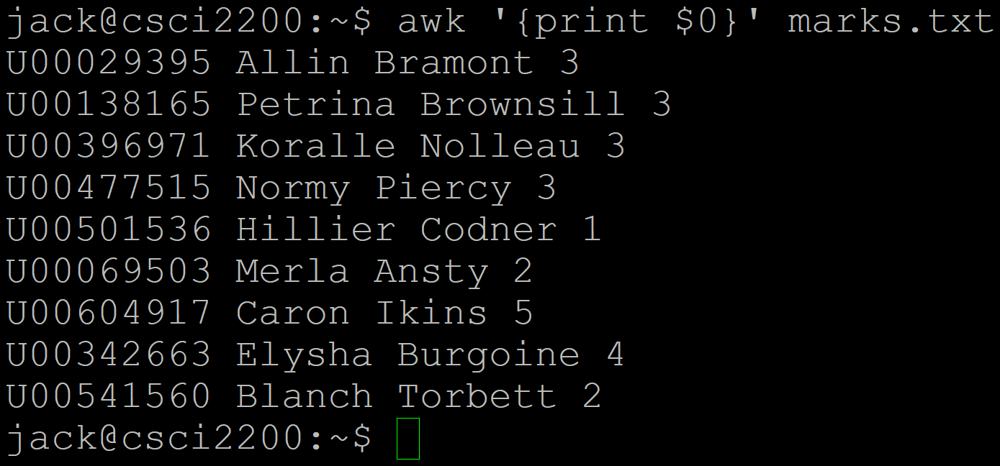 jack@csci2200:~$ awk '{print $0}' marks.txt
U00029395 Allin Bramont 3
U00138165 Petrina Brownsill 3
U00396971 Koralle Nolleau 3
U00477515 Normy Piercy 3
U00501536 Hillier Codner 1
U00069503 Merla Ansty 2
U00604917 Caron Ikins 5
U00342663 Elysha Burgoine 4
U00541560 Blanch Torbett 2
jack@csci2200:~$